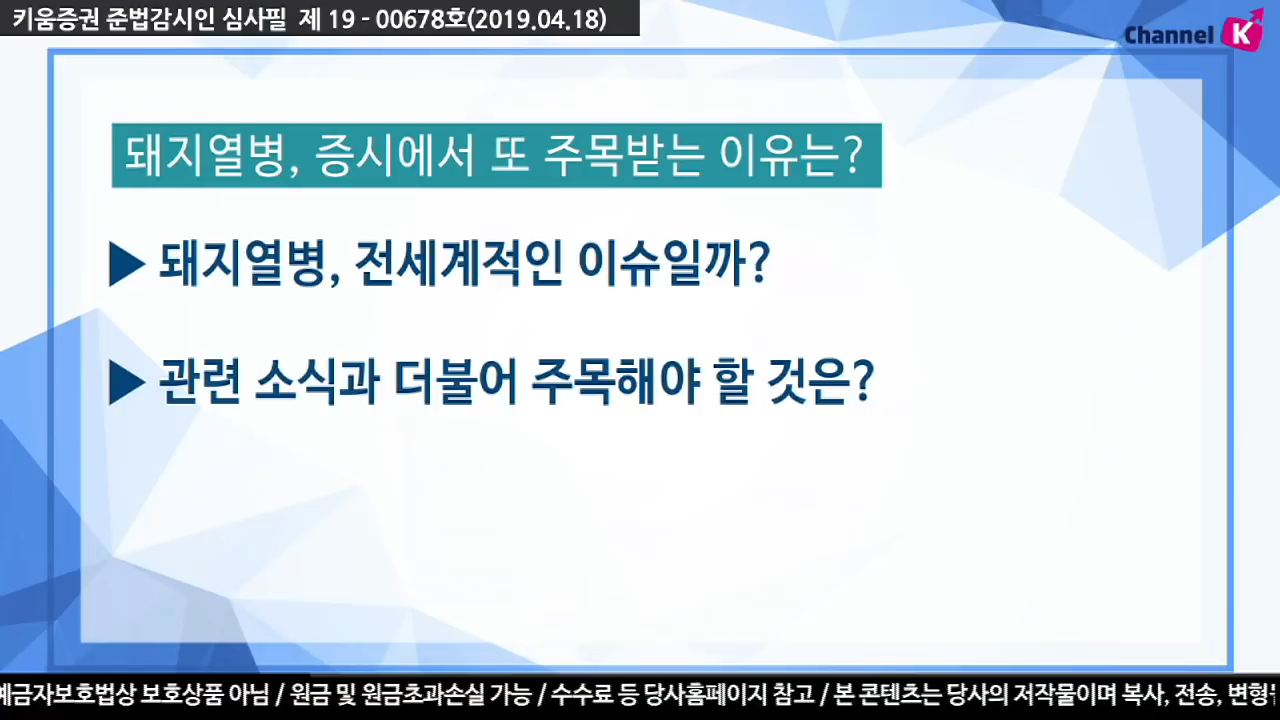 키움증권 준법감시인 심사필 제 19 - 00678호(2019.04.18)
Channel K
돼지열병, 증시에서 또 주목받는 이유는?
▶ 돼지열병, 전세계적인 이슈일까?
▶ 관련 소식과 더불어 주목해야 할 것은?
예금자보호법상 보호상품 아님 / 원금 및 원금초과손실 가능 / 수수료 등 당사홈페이지 참고 / 본 콘텐츠는 당사의 저작물이며 복사, 전송, 변형